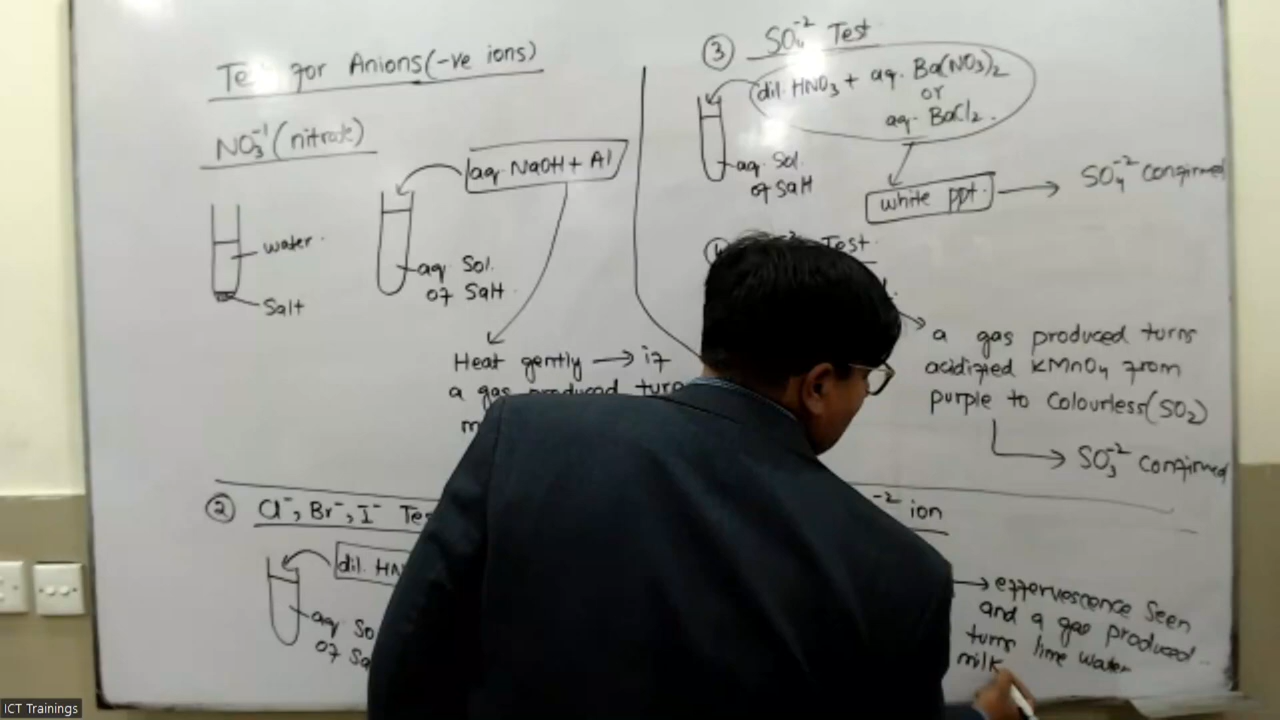 Test for Anions(-ve ions)
NO₃⁻¹ (nitrate)
water
Salt
aq. NaOH + Al
aq. Sol.
of Salt
Heat gently → if
a gas produced turn
② Cl⁻, Br⁻, I⁻
dil. HN
aq.
③ SO₄⁻² Test
dil. HNO₃ + aq. Ba(NO₃)₂
or
aq. BaCl₂.
aq. Sol.
of Salt
white ppt. → SO₄⁻² confirmed
Test
a gas produced turns
acidified KMnO₄ from
purple to Colourless(SO₂)
→ SO₃⁻² confirmed
⁻² ion
→ effervescence Seen
and a gas produced
turns lime water
milk
ICT Trainings